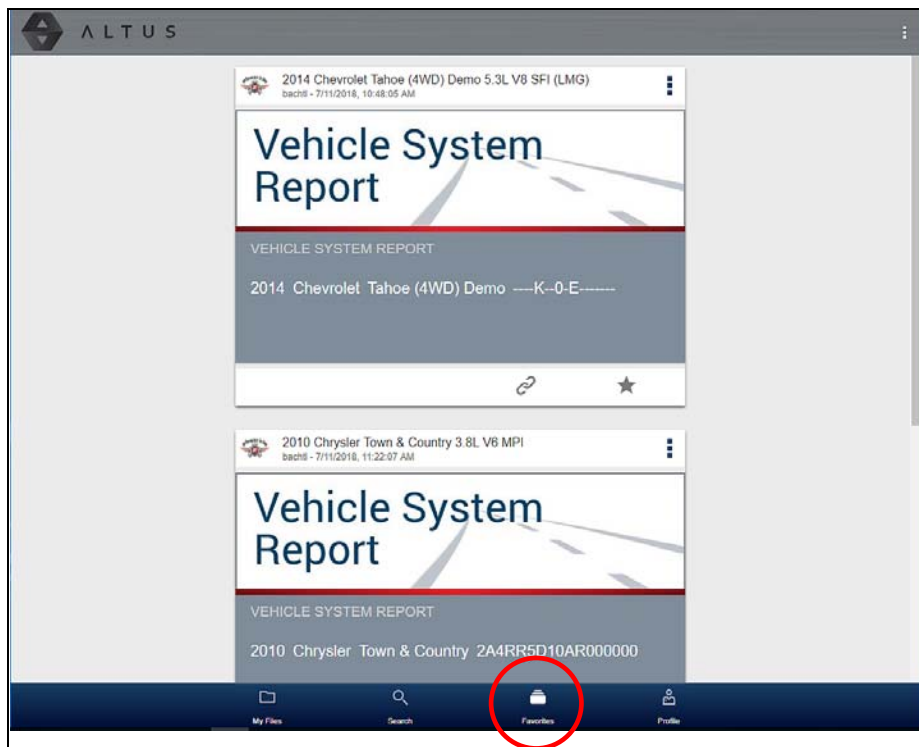 ALTUS
2014 Chevrolet Tahoe (4WD) Demo 5.3L V8 SFI (LMG)
bachtl - 7/11/2018, 10:48:05 AM
Vehicle System
Report
VEHICLE SYSTEM REPORT
2014 Chevrolet Tahoe (4WD) Demo ----K--0-E-------
2010 Chrysler Town & Country 3.8L V6 MPI
bachtl - 7/11/2018, 11:22:07 AM
Vehicle System
Report
VEHICLE SYSTEM REPORT
2010 Chrysler Town & Country 2A4RR5D10AR000000
My Files Search Favorites Profile